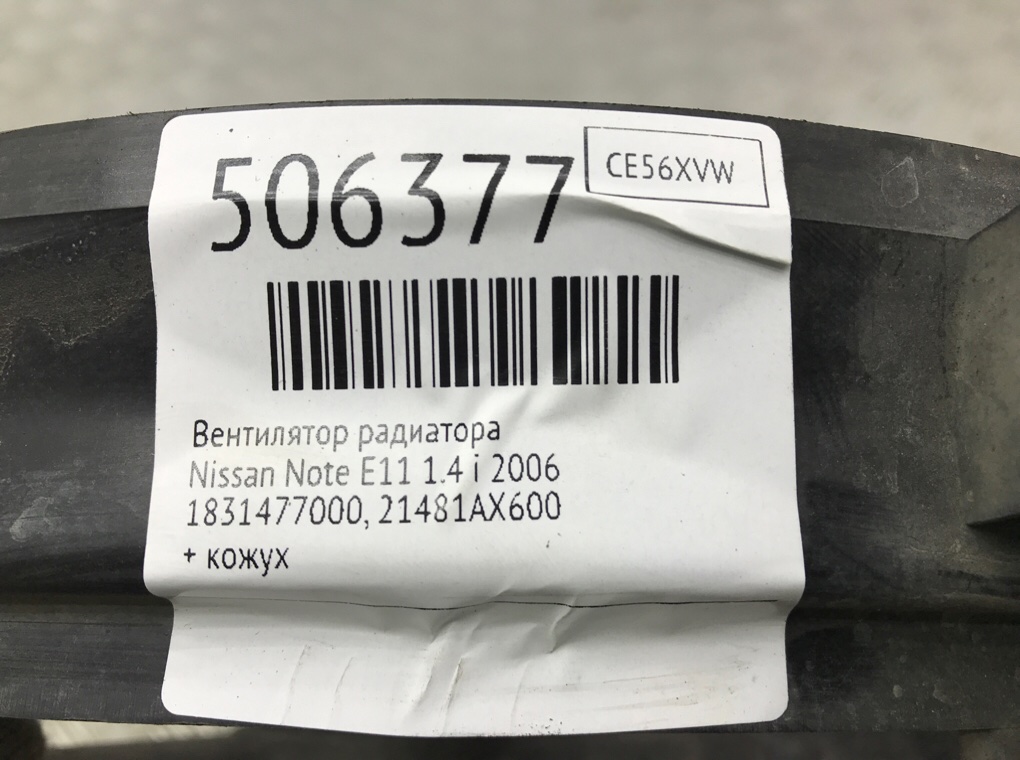 506377
CE56XVW
Вентилятор радиатора
Nissan Note E11 1.4 i 2006
1831477000, 21481AX600
+ кожух